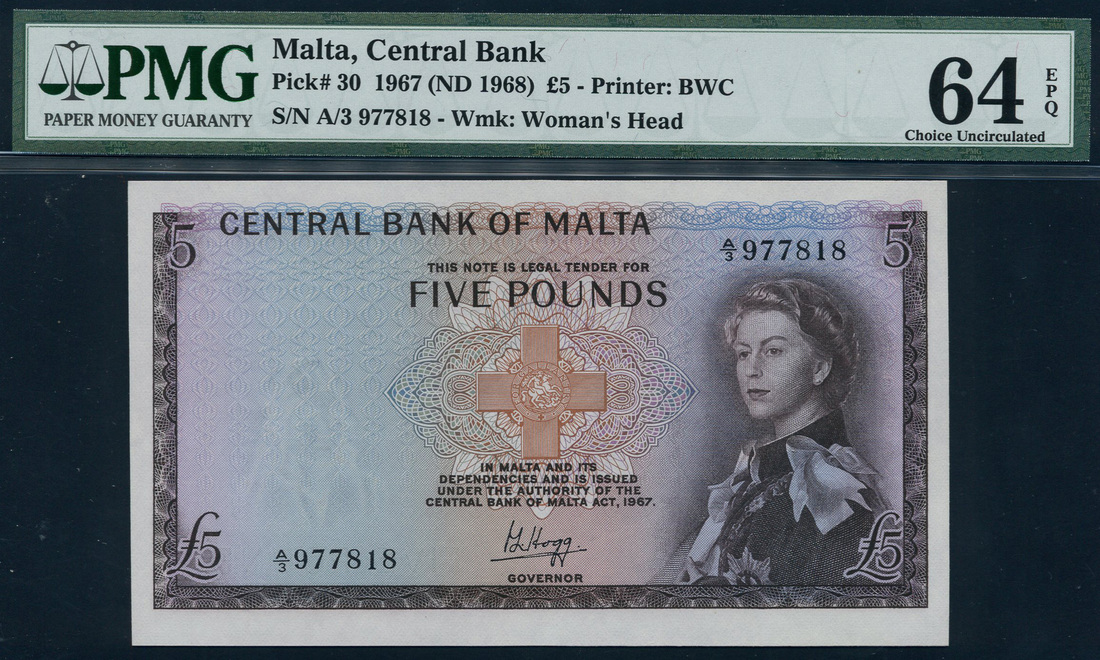 PMG
PAPER MONEY GUARANTY
Malta, Central Bank
Pick# 30 1967 (ND 1968) £5 - Printer: BWC
S/N A/3 977818 - Wmk: Woman's Head
64
EPQ
Choice Uncirculated
5
CENTRAL BANK OF MALTA
A/3 977818
5
THIS NOTE IS LEGAL TENDER FOR
FIVE POUNDS
IN MALTA AND ITS
DEPENDENCIES AND IS ISSUED
UNDER THE AUTHORITY OF THE
CENTRAL BANK OF MALTA ACT, 1967.
£5
A/3 977818
GOVERNOR
£5